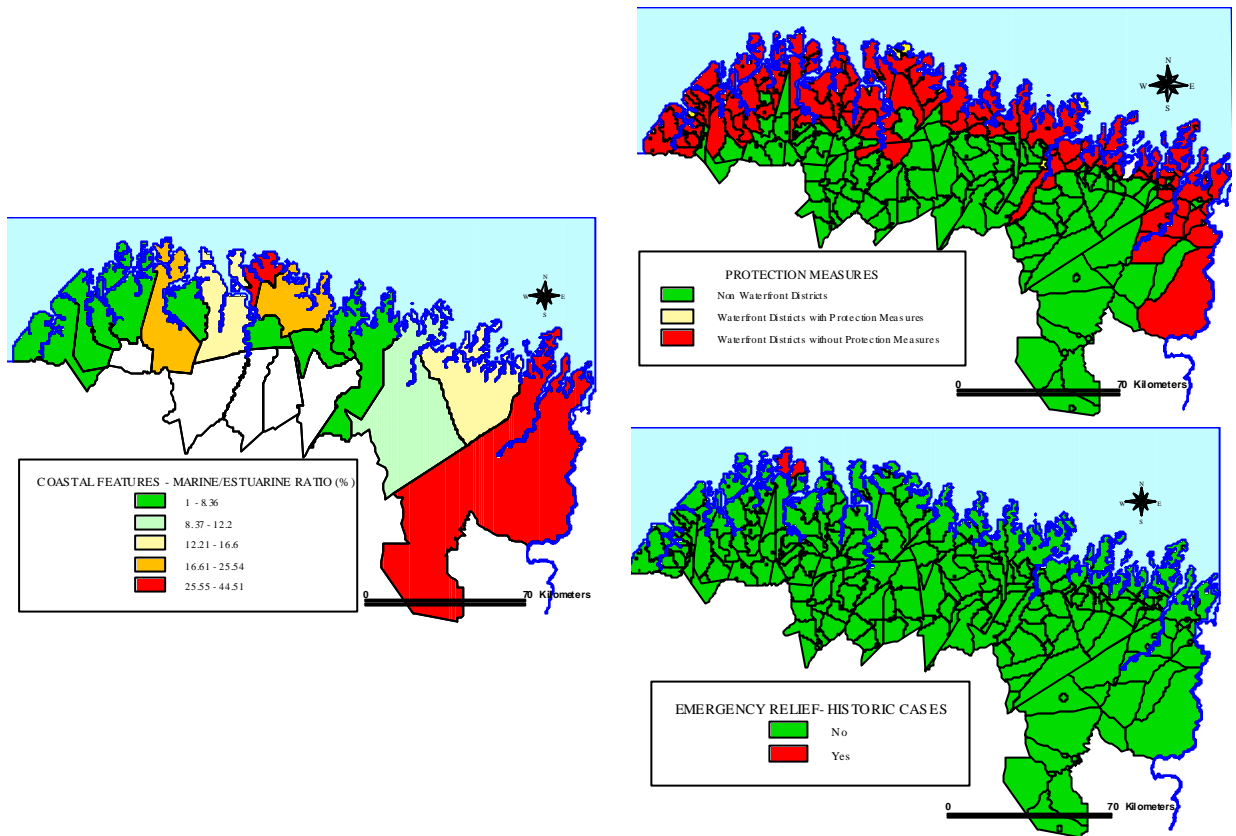 N
W E
S
COASTAL FEATURES - MARINE/ESTUARINE RATIO (%)
1 - 8.36
8.37 - 12.2
12.21 - 16.6
16.61 - 25.54
25.55 - 44.51
0 70 Kilometers
N
W E
S
PROTECTION MEASURES
Non Waterfront Districts
Waterfront Districts with Protection Measures
Waterfront Districts without Protection Measures
0 70 Kilometers
N
W E
S
EMERGENCY RELIEF- HISTORIC CASES
No
Yes
0 70 Kilometers